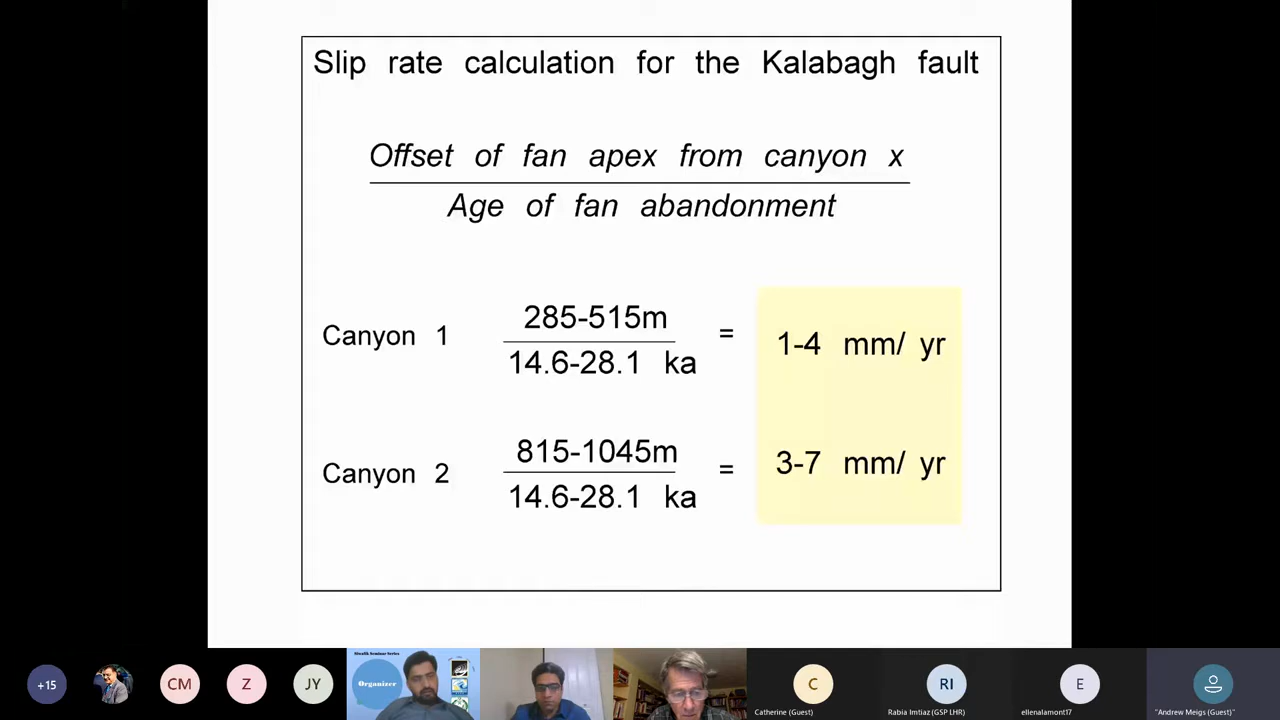 Slip rate calculation for the Kalabagh fault
Offset of fan apex from canyon x
Age of fan abandonment
Canyon 1
285-515m
14.6-28.1 ka
=
1-4 mm/ yr
Canyon 2
815-1045m
14.6-28.1 ka
=
3-7 mm/ yr
+15
CM
Z
JY
Organizer
C
Catherine (Guest)
RI
Rabia Imtiaz (GSP LHR)
E
ellenalamont17
"Andrew Meigs (Guest)"